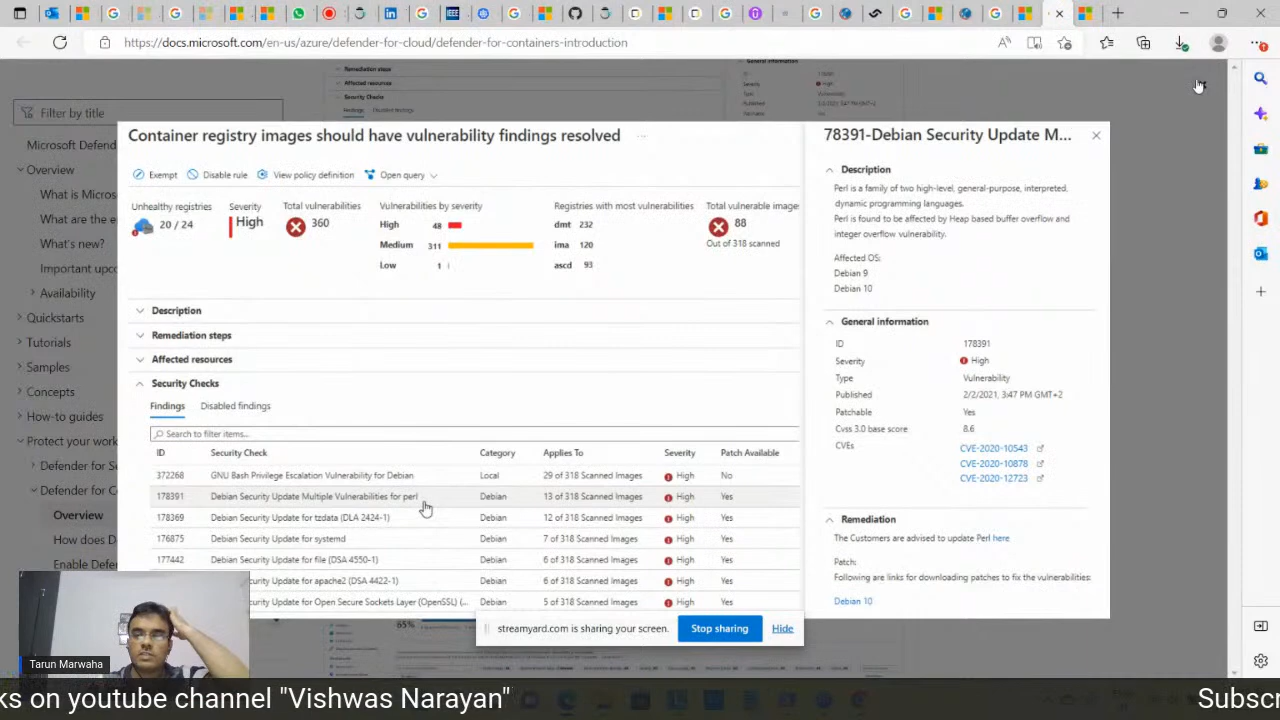 https://docs.microsoft.com/en-us/azure/defender-for-cloud/defender-for-containers-introduction
Remediation steps
Affected resources
Security Checks
Findings Disabled findings
General information
by title
Microsoft Defend
Overview
What is Micros
What are the e
What's new?
Important upo
Availability
Quickstarts
Tutorials
Samples
Concepts
How-to guides
Protect your work
Defender for Se
Defender for Co
Overview
How does D
Enable Defe
Container registry images should have vulnerability findings resolved ...
Exempt Disable rule View policy definition Open query
Unhealthy registries Severity Total vulnerabilities Vulnerabilities by severity Registries with most vulnerabilities Total vulnerable images
20 / 24 High 360 High 48 dmt 232 88
Medium 311 ima 120 Out of 318 scanned
Low 1 ascd 93
Description
Remediation steps
Affected resources
Security Checks
Findings Disabled findings
Search to filter items...
ID Security Check Category Applies To Severity Patch Available
372268 GNU Bash Privilege Escalation Vulnerability for Debian Local 29 of 318 Scanned Images High No
178391 Debian Security Update Multiple Vulnerabilities for perl Debian 13 of 318 Scanned Images High Yes
178369 Debian Security Update for tzdata (DLA 2424-1) Debian 12 of 318 Scanned Images High Yes
176875 Debian Security Update for systemd Debian 7 of 318 Scanned Images High Yes
177442 Debian Security Update for file (DSA 4550-1) Debian 6 of 318 Scanned Images High Yes
Update for apache2 (DSA 4422-1) Debian 6 of 318 Scanned Images High Yes
Update for Open Secure Sockets Layer (OpenSSL) (... Debian 5 of 318 Scanned Images High Yes
78391-Debian Security Update M...
Description
Perl is a family of two high-level, general-purpose, interpreted,
dynamic programming languages.
Perl is found to be affected by Heap based buffer overflow and
integer overflow vulnerability.
Affected OS:
Debian 9
Debian 10
General information
ID 178391
Severity High
Type Vulnerability
Published 2/2/2021, 3:47 PM GMT+2
Patchable Yes
Cvss 3.0 base score 8.6
CVEs CVE-2020-10543
CVE-2020-10878
CVE-2020-12723
Remediation
The Customers are advised to update Perl here
Patch:
Following are links for downloading patches to fix the vulnerabilities:
Debian 10
streamyard.com is sharing your screen. Stop sharing Hide
65%
Tarun Marwaha
ks on youtube channel "Vishwas Narayan" Subscr